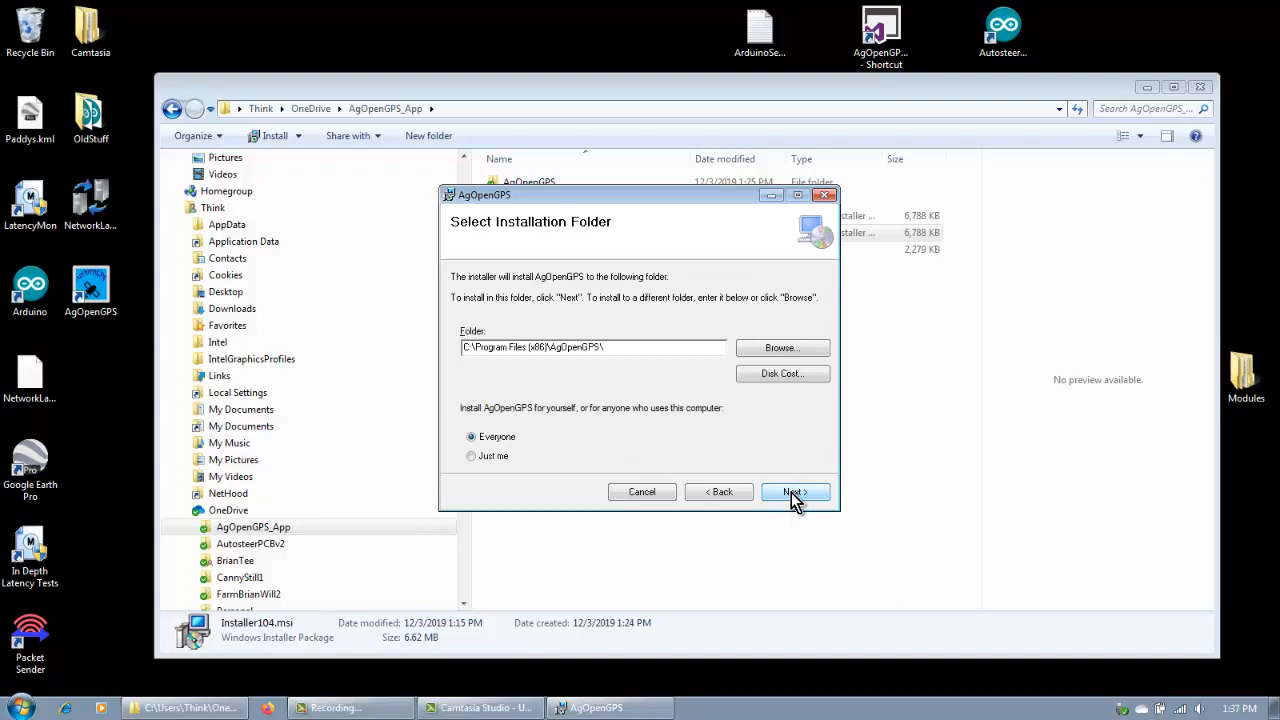 Recycle Bin
Camtasia
ArduinoSe...
AgOpenGP...
- Shortcut
Autosteer...
Think
OneDrive
AgOpenGPS_App
Search AgOpenGPS_...
Organize
Install
Share with
New folder
Paddys.kml
OldStuff
LatencyMon
NetworkLa...
Arduino
AgOpenGPS
NetworkLa...
Google Earth
Pro
In Depth
Latency Tests
Packet
Sender
Pictures
Videos
Homegroup
Think
AppData
Application Data
Contacts
Cookies
Desktop
Downloads
Favorites
Intel
IntelGraphicsProfiles
Links
Local Settings
My Documents
My Documents
My Music
My Pictures
My Videos
NetHood
OneDrive
AgOpenGPS_App
AutosteerPCBv2
BrianTee
CannyStill1
FarmBrianWill2
Name
Date modified
Type
Size
AgOpenGPS
12/3/2019 1:25 PM
File folder
staller ...
6,788 KB
staller ...
6,788 KB
2,279 KB
AgOpenGPS
Select Installation Folder
The installer will install AgOpenGPS to the following folder.
To install in this folder, click "Next". To install to a different folder, enter it below or click "Browse".
Folder:
C:\Program Files (x86)\AgOpenGPS\
Browse...
Disk Cost...
Install AgOpenGPS for yourself, or for anyone who uses this computer:
Everyone
Just me
Cancel
< Back
Next >
No preview available.
Modules
Installer104.msi
Date modified: 12/3/2019 1:15 PM
Date created: 12/3/2019 1:24 PM
Windows Installer Package
Size: 6.62 MB
C:\Users\Think\One...
Recording...
Camtasia Studio - U...
AgOpenGPS
1:37 PM